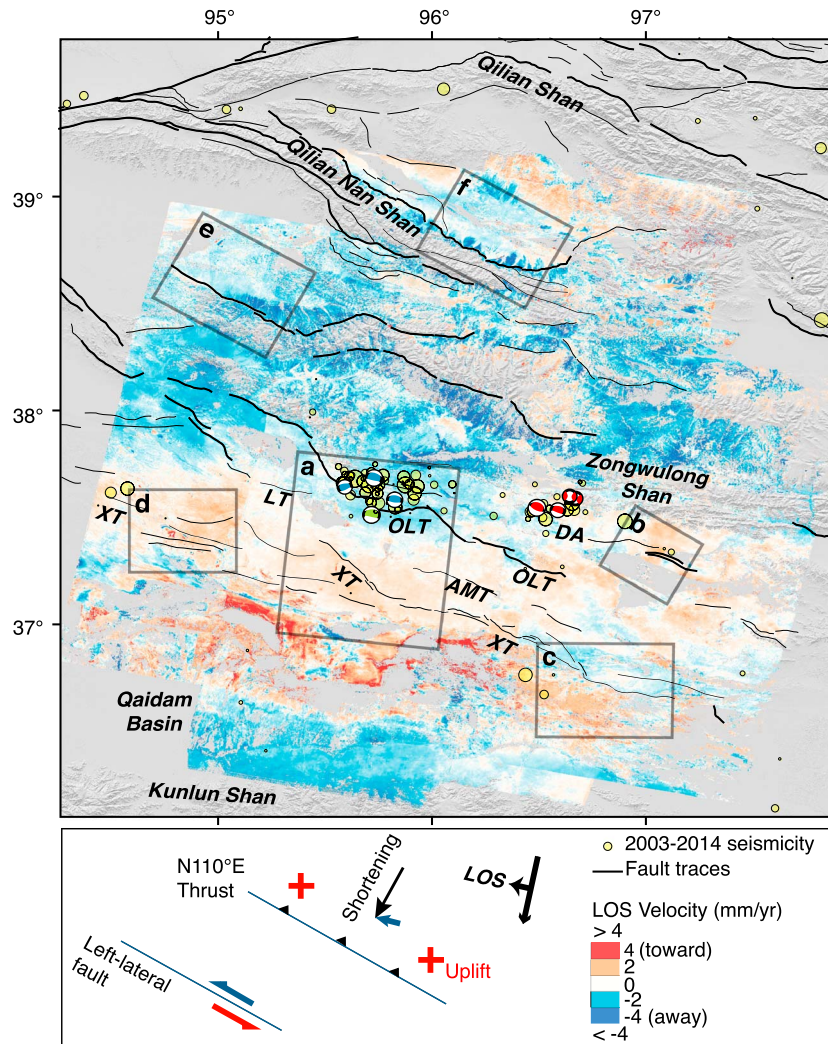 95°
96°
97°
Qilian Shan
39°
Qilian Nan Shan
f
e
38°
Zongwulong
Shan
a
LT
OLT
DA
b
d
XT
XT
AMT
OLT
37°
XT
c
Qaidam
Basin
Kunlun Shan
N110°E
Thrust
Shortening
LOS
Uplift
Left-lateral
fault
2003-2014 seismicity
Fault traces
LOS Velocity (mm/yr)
> 4
4 (toward)
2
0
-2
-4 (away)
< -4